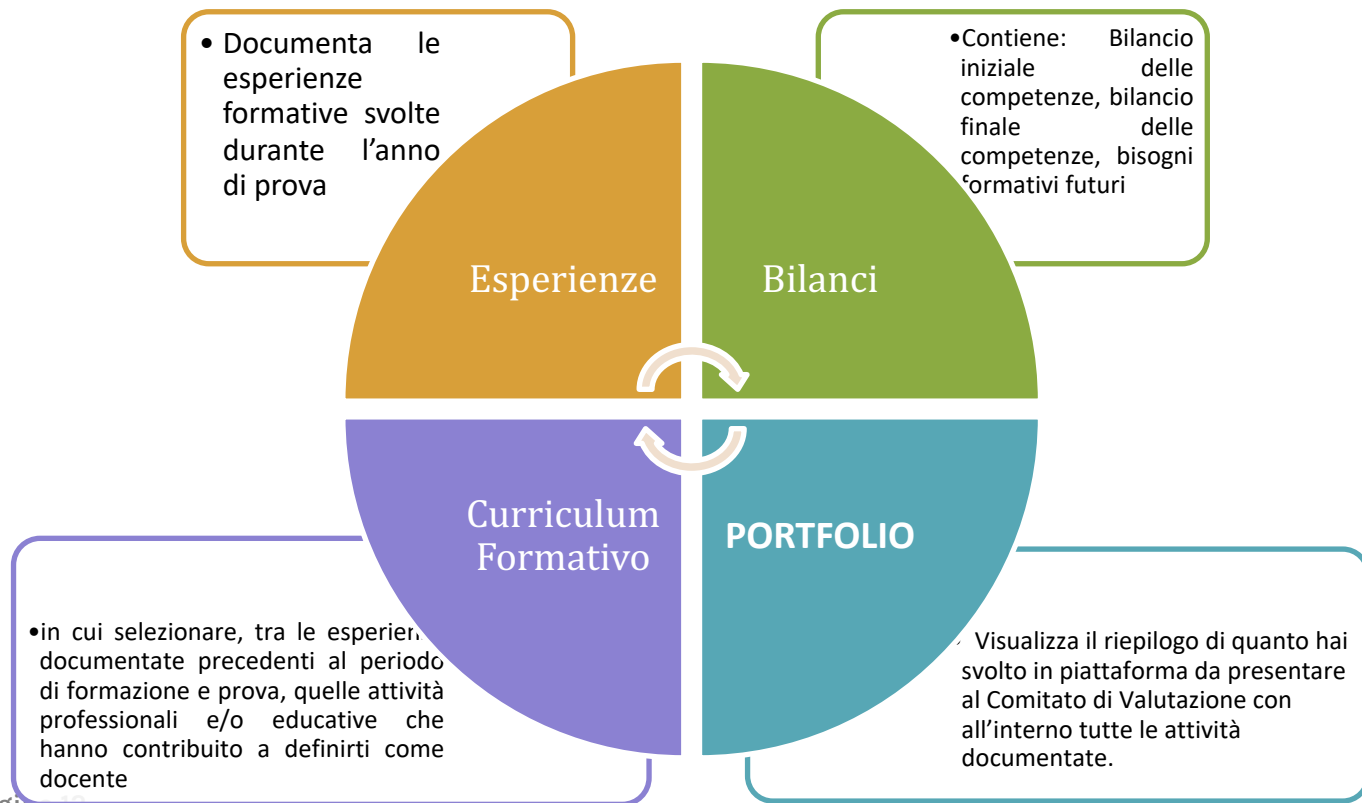 • Documenta le
esperienze
formative svolte
durante l’anno
di prova
•Contiene: Bilancio
iniziale delle
competenze, bilancio
finale delle
competenze, bisogni
formativi futuri
Esperienze
Bilanci
Curriculum
Formativo
PORTFOLIO
•in cui selezionare, tra le
documentate precedenti al periodo
di formazione e prova, quelle attività
professionali e/o educative che
hanno contribuito a definirti come
docente
Visualizza il riepilogo di quanto hai
svolto in piattaforma da presentare
al Comitato di Valutazione con
all’interno tutte le attività
documentate.